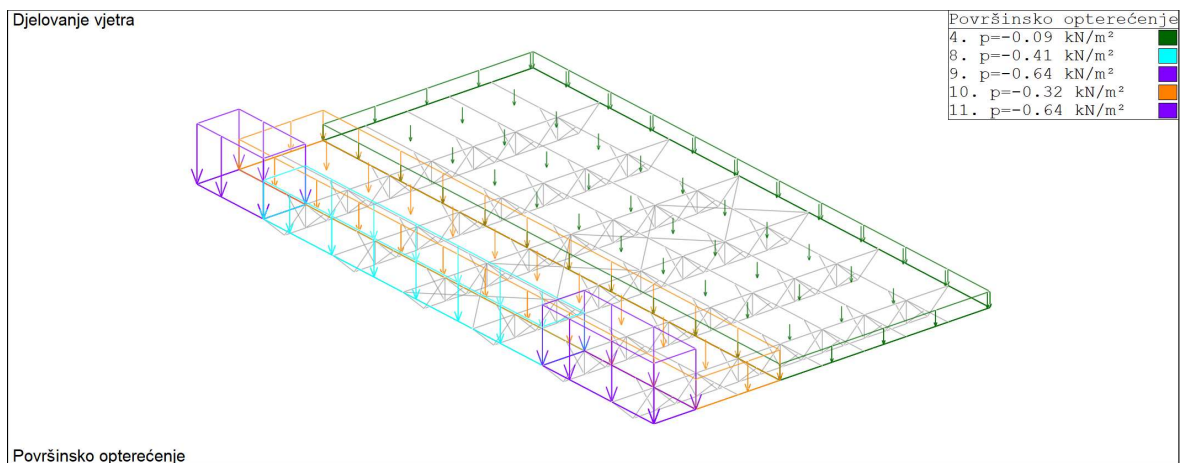 Djelovanje vjetra
Površinsko opterećenje
4. p=-0.09 kN/m²
8. p=-0.41 kN/m²
9. p=-0.64 kN/m²
10. p=-0.32 kN/m²
11. p=-0.64 kN/m²
Površinsko opterećenje